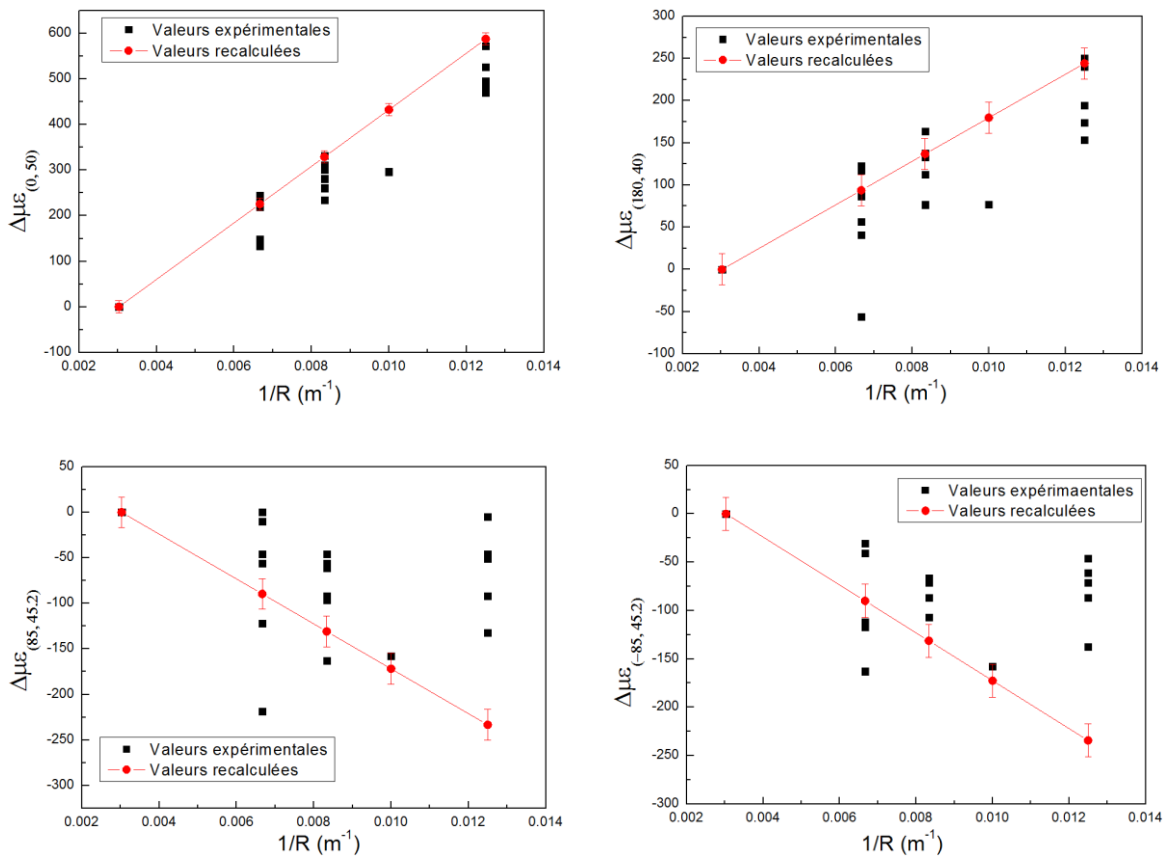 Δμε(0, 50)
600
500
400
300
200
100
0
-100
Valeurs expérimentales
Valeurs recalculées
0.002 0.004 0.006 0.008 0.010 0.012 0.014
1/R (m⁻¹)
Δμε(180, 40)
300
250
200
150
100
50
0
-50
-100
Valeurs expérimentales
Valeurs recalculées
0.002 0.004 0.006 0.008 0.010 0.012 0.014
1/R (m⁻¹)
Δμε(85, 45.2)
50
0
-50
-100
-150
-200
-250
-300
Valeurs expérimentales
Valeurs recalculées
0.002 0.004 0.006 0.008 0.010 0.012 0.014
1/R (m⁻¹)
Δμε(−85, 45.2)
50
0
-50
-100
-150
-200
-250
-300
Valeurs expérimaentales
Valeurs recalculées
0.002 0.004 0.006 0.008 0.010 0.012 0.014
1/R (m⁻¹)